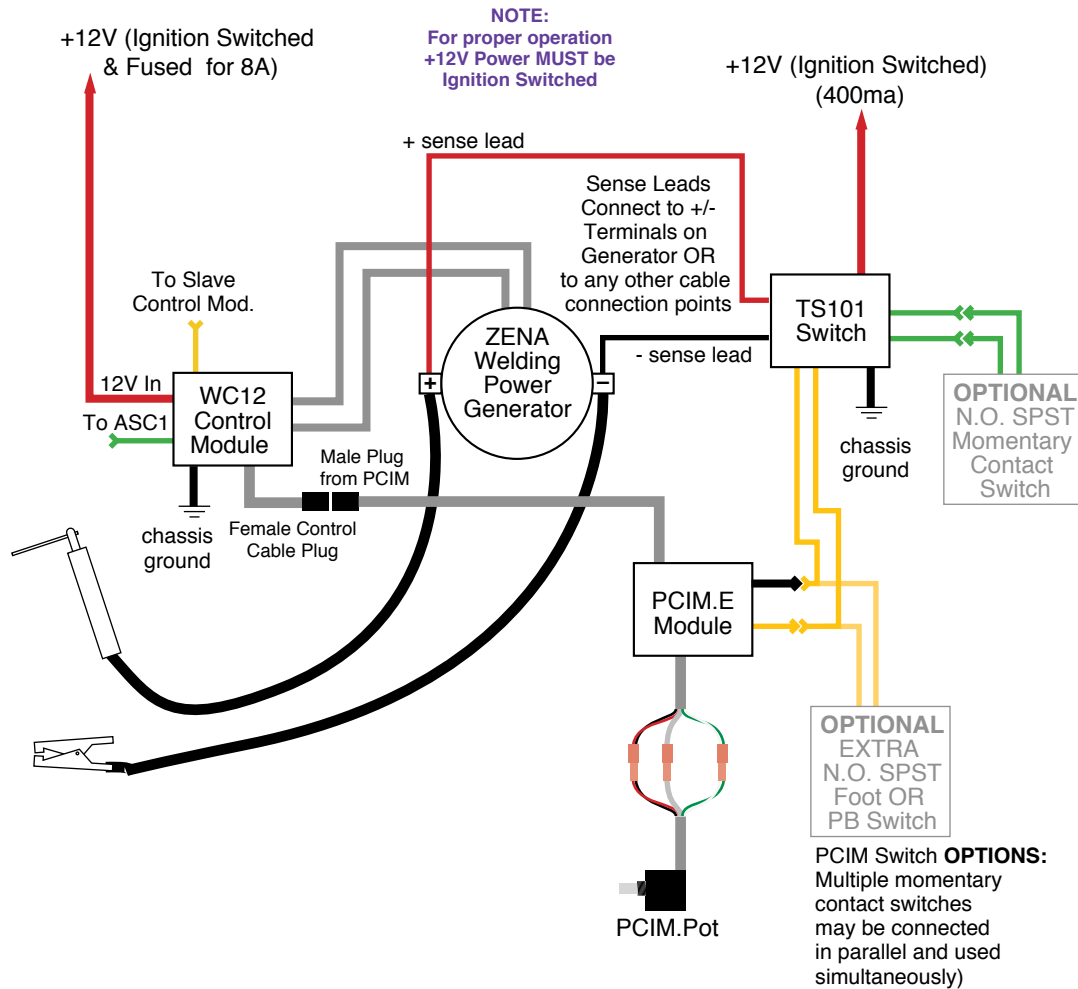 NOTE:
For proper operation
+12V Power MUST be
Ignition Switched
+12V (Ignition Switched
& Fused  for 8A)
+12V (Ignition Switched)
(400ma)
+ sense lead
Sense Leads
Connect to +/-
Terminals on
Generator OR
to any other cable
connection points
To Slave
Control Mod.
TS101
Switch
ZENA
Welding
Power
Generator
+
–
- sense lead
12V In
To ASC1
WC12
Control
Module
OPTIONAL
N.O. SPST
Momentary
Contact
Switch
chassis
ground
Male Plug
from PCIM
chassis
ground
Female Control
Cable Plug
PCIM.E
Module
OPTIONAL
EXTRA
N.O. SPST
Foot OR
PB Switch
PCIM.Pot
PCIM Switch OPTIONS:
Multiple momentary
contact switches
may be connected
in parallel and used
simultaneously)